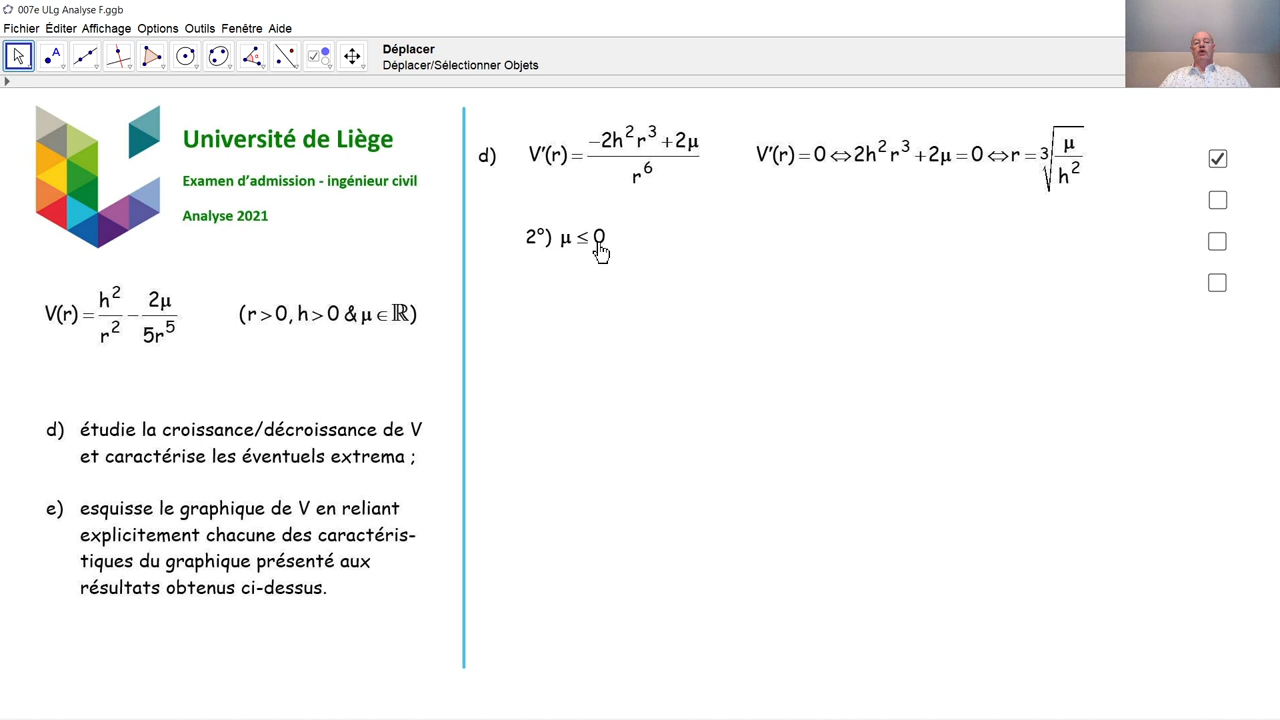 007e ULg Analyse F.ggb
Fichier Éditer Affichage Options Outils Fenêtre Aide
Déplacer
Déplacer/Sélectionner Objets
Université de Liège
Examen d'admission - ingénieur civil
Analyse 2021
V(r) = h²/r² − 2μ/5r⁵ (r > 0, h > 0 & μ ∈ ℝ)
d) étudie la croissance/décroissance de V
et caractérise les éventuels extrema ;
e) esquisse le graphique de V en reliant
explicitement chacune des caractéris-
tiques du graphique présenté aux
résultats obtenus ci-dessus.
d) V'(r) = (−2h²r³ + 2μ)/r⁶ V'(r) = 0 ⇔ 2h²r³ + 2μ = 0 ⇔ r = ³√(μ/h²)
2°) μ ≤ 0